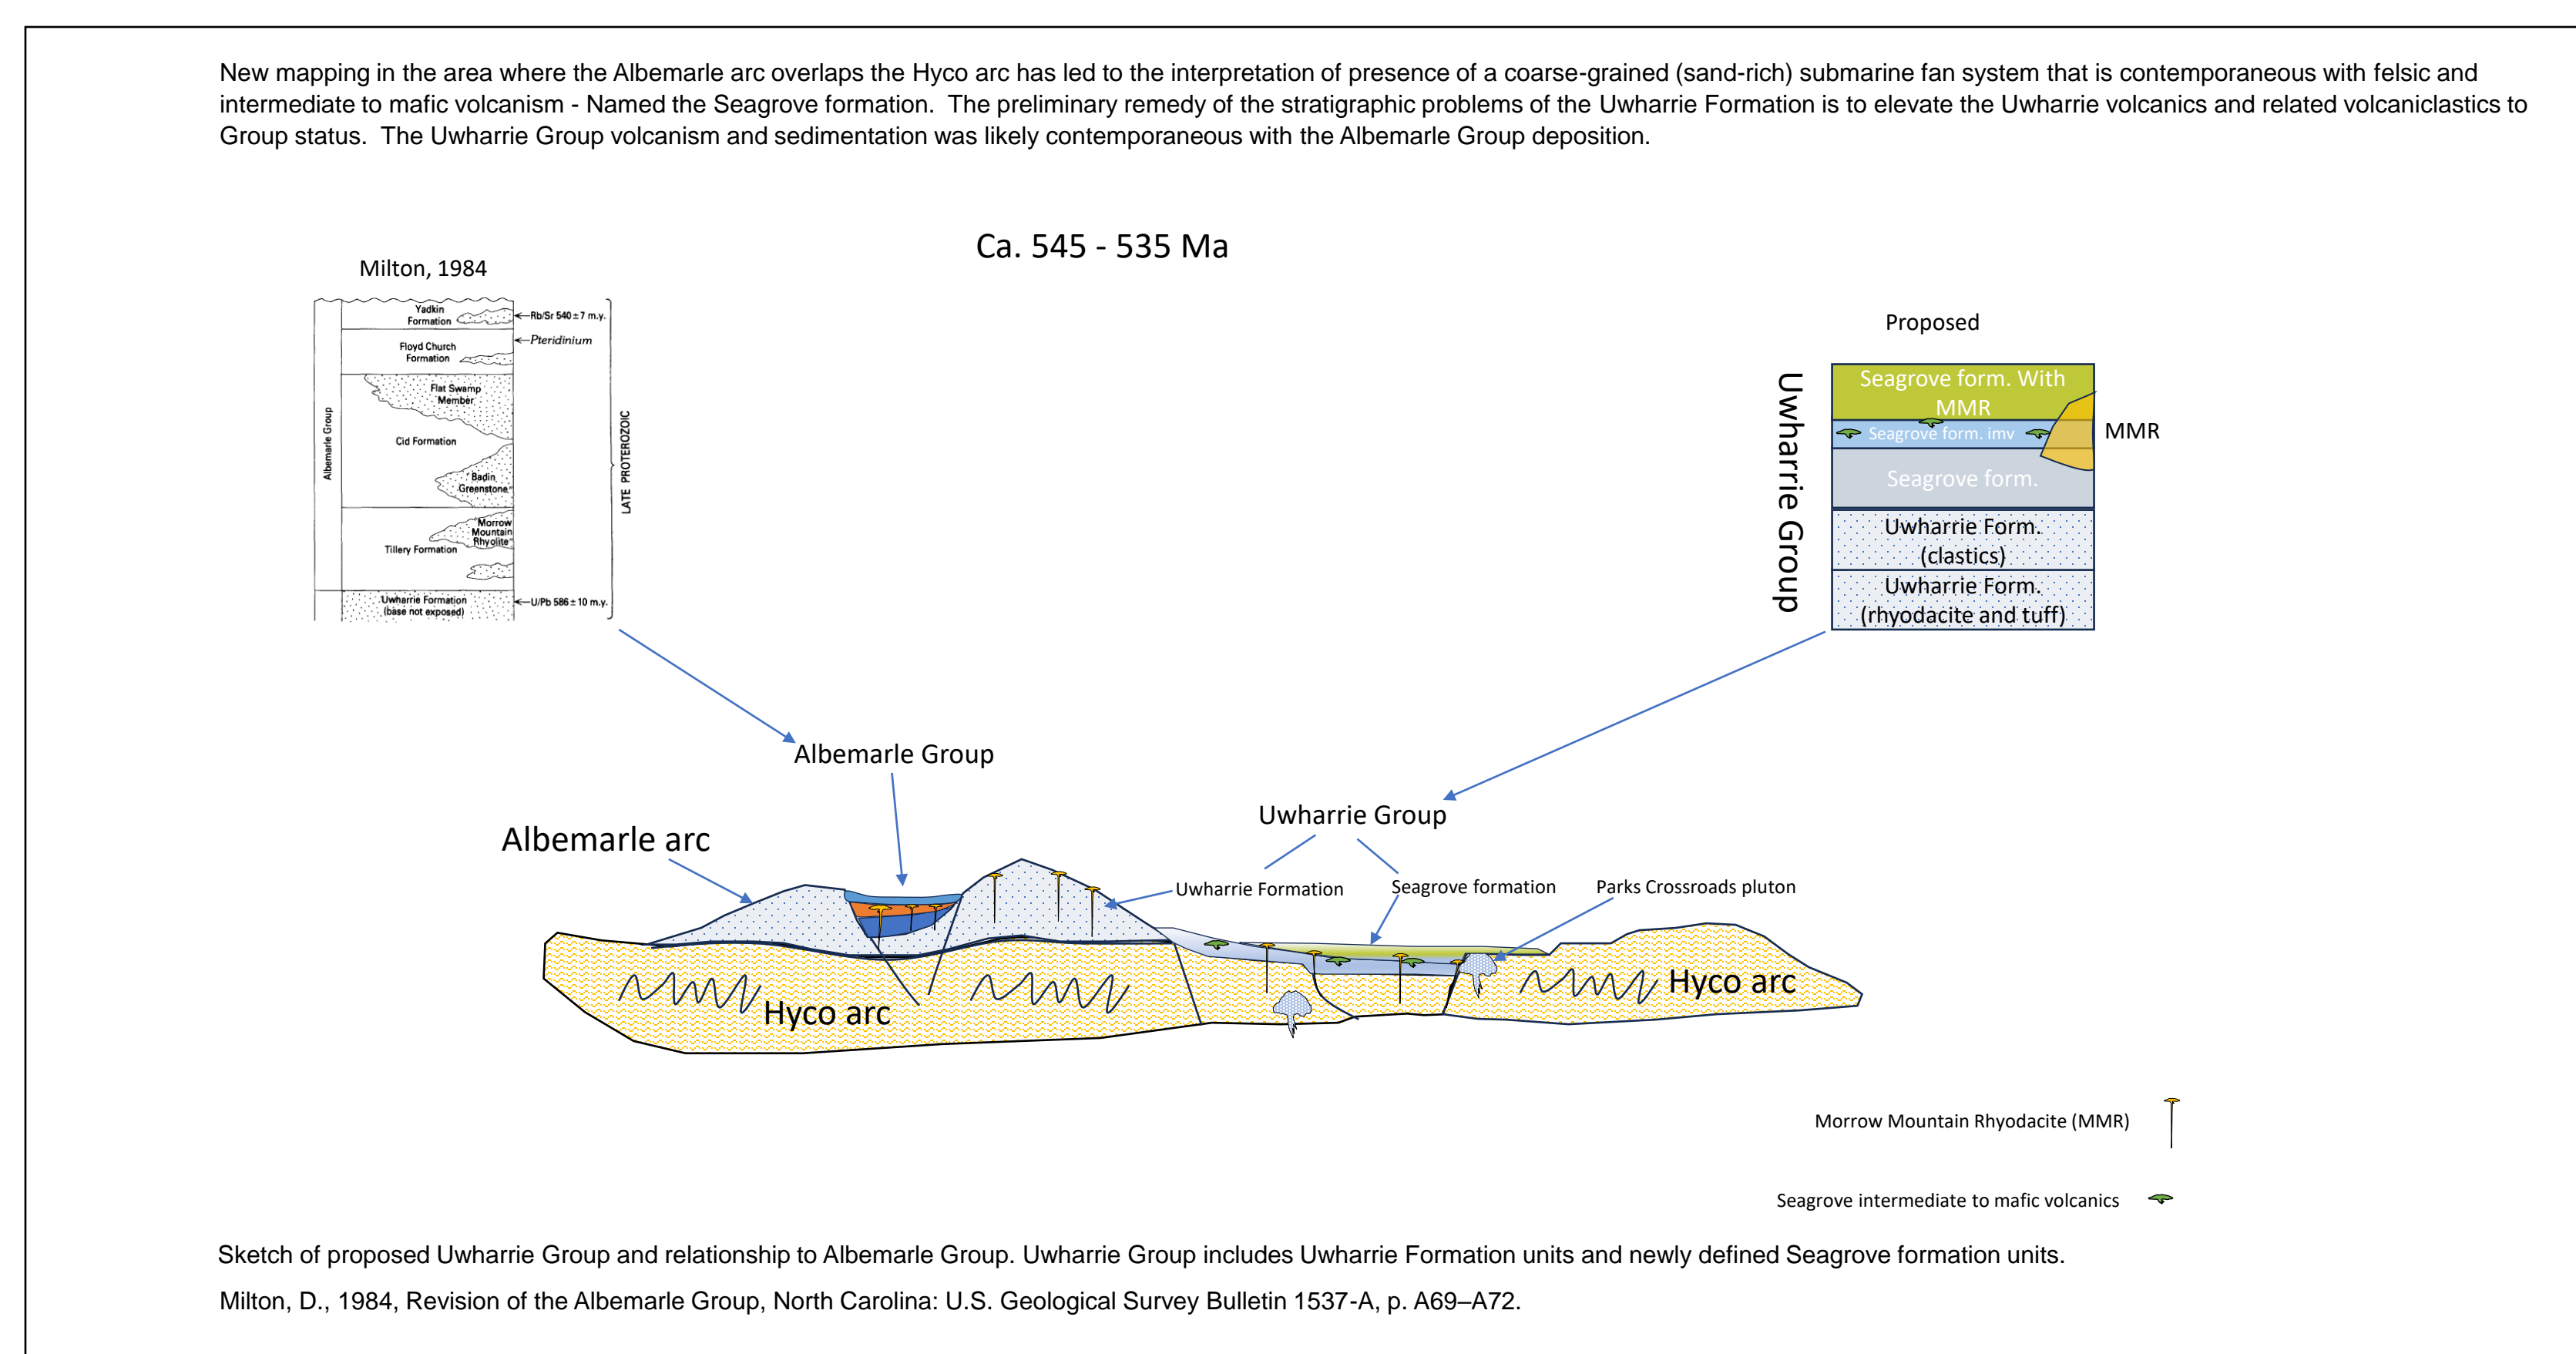 New mapping in the area where the Albemarle arc overlaps the Hyco arc has led to the interpretation of presence of a coarse-grained (sand-rich) submarine fan system that is contemporaneous with felsic and
intermediate to mafic volcanism - Named the Seagrove formation.  The preliminary remedy of the stratigraphic problems of the Uwharrie Formation is to elevate the Uwharrie volcanics and related volcaniclastics to
Group status.  The Uwharrie Group volcanism and sedimentation was likely contemporaneous with the Albemarle Group deposition.
Ca. 545 - 535 Ma
Milton, 1984
Yadkin
Formation
Rb/Sr 540 ± 7 m.y.
Pteridinium
Floyd Church
Formation
Flat Swamp
Member
Cid Formation
Badin
Greenstone
Morrow
Mountain
Rhyolite
Tillery Formation
Uwharrie Formation
(base not exposed)
U/Pb 586 ± 10 m.y.
Albemarle Group
LATE PROTEROZOIC
Proposed
Uwharrie Group
Seagrove form. With
MMR
Seagrove form. imv
MMR
Seagrove form.
Uwharrie Form.
(clastics)
Uwharrie Form.
(rhyodacite and tuff)
Albemarle Group
Uwharrie Group
Albemarle arc
Uwharrie Formation
Seagrove formation
Parks Crossroads pluton
Hyco arc
Hyco arc
Morrow Mountain Rhyodacite (MMR)
Seagrove intermediate to mafic volcanics
Sketch of proposed Uwharrie Group and relationship to Albemarle Group. Uwharrie Group includes Uwharrie Formation units and newly defined Seagrove formation units.
Milton, D., 1984, Revision of the Albemarle Group, North Carolina: U.S. Geological Survey Bulletin 1537-A, p. A69–A72.